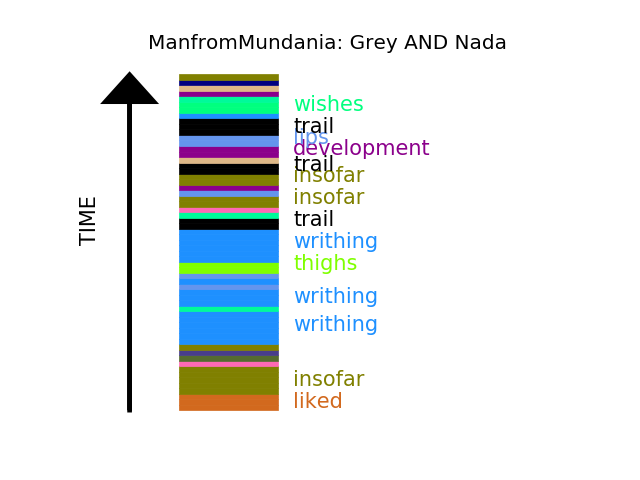 ManfromMundania: Grey AND Nada
wishes
trail
lips
development
trail
insofar
insofar
trail
writhing
thighs
writhing
writhing
insofar
liked
TIME